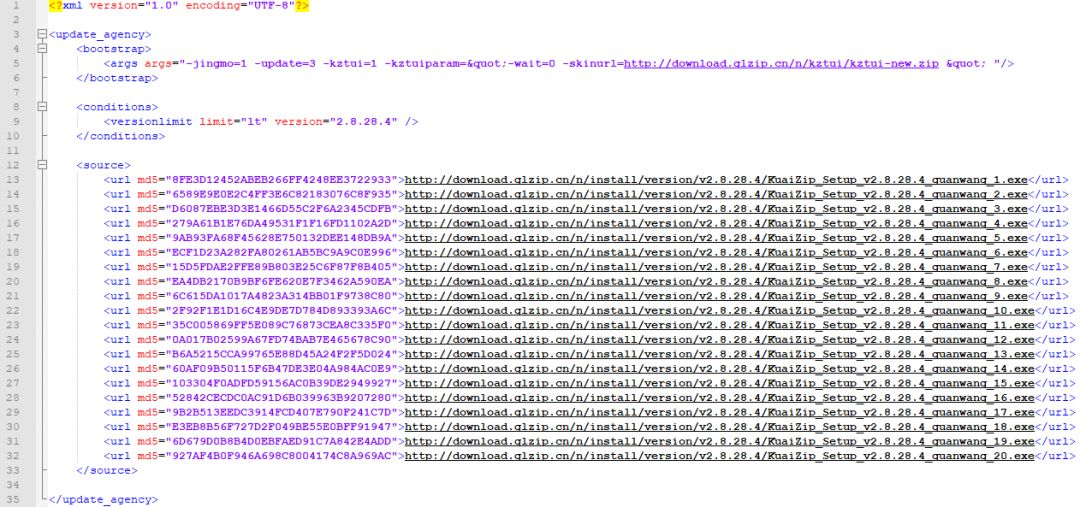 1 <?xml version="1.0" encoding="UTF-8"?>
2
3 <update_agency>
4 <bootstrap>
5 <args args="-jingmo=1 -update=3 -kztui=1 -kztuiparam=&quot;-wait=0 -skinurl=http://download.glzip.cn/n/kztui/kztui-new.zip &quot; "/>
6 </bootstrap>
7
8 <conditions>
9 <versionlimit limit="lt" version="2.8.28.4" />
10 </conditions>
11
12 <source>
13 <url md5="8FE3D12452ABEB266FF4248EE3722933">http://download.glzip.cn/n/install/version/v2.8.28.4/KuaiZip_Setup_v2.8.28.4_quanwang_1.exe</url>
14 <url md5="6589E9E0E2C4FF3E6C82183076C8F935">http://download.glzip.cn/n/install/version/v2.8.28.4/KuaiZip_Setup_v2.8.28.4_quanwang_2.exe</url>
15 <url md5="D6087EBE3D3E1466D55C2F6A2345CDFB">http://download.glzip.cn/n/install/version/v2.8.28.4/KuaiZip_Setup_v2.8.28.4_quanwang_3.exe</url>
16 <url md5="279A61B1E76DA49531F1F16FD1102A2D">http://download.glzip.cn/n/install/version/v2.8.28.4/KuaiZip_Setup_v2.8.28.4_quanwang_4.exe</url>
17 <url md5="9AB93FA68F45628E750132DEE148DB9A">http://download.glzip.cn/n/install/version/v2.8.28.4/KuaiZip_Setup_v2.8.28.4_quanwang_5.exe</url>
18 <url md5="ECF1D23A282FA80261AB5BC9A9C0E996">http://download.glzip.cn/n/install/version/v2.8.28.4/KuaiZip_Setup_v2.8.28.4_quanwang_6.exe</url>
19 <url md5="15D5FDAE2FFE89B803E25C6F87F8B405">http://download.glzip.cn/n/install/version/v2.8.28.4/KuaiZip_Setup_v2.8.28.4_quanwang_7.exe</url>
20 <url md5="EA4DB2170B9BF6FE620E7F3462A590EA">http://download.glzip.cn/n/install/version/v2.8.28.4/KuaiZip_Setup_v2.8.28.4_quanwang_8.exe</url>
21 <url md5="6C615DA1017A4823A314BB01F9738C80">http://download.glzip.cn/n/install/version/v2.8.28.4/KuaiZip_Setup_v2.8.28.4_quanwang_9.exe</url>
22 <url md5="2F92F1E1D16C4E9DE7D784D893393A6C">http://download.glzip.cn/n/install/version/v2.8.28.4/KuaiZip_Setup_v2.8.28.4_quanwang_10.exe</url>
23 <url md5="35C005869FF5E089C76873CEA8C335F0">http://download.glzip.cn/n/install/version/v2.8.28.4/KuaiZip_Setup_v2.8.28.4_quanwang_11.exe</url>
24 <url md5="0A017B02599A67FD74BAB7E465678C90">http://download.glzip.cn/n/install/version/v2.8.28.4/KuaiZip_Setup_v2.8.28.4_quanwang_12.exe</url>
25 <url md5="B6A5215CCA99765E88D45A24F2F5D024">http://download.glzip.cn/n/install/version/v2.8.28.4/KuaiZip_Setup_v2.8.28.4_quanwang_13.exe</url>
26 <url md5="60AF09B50115F6B47DE3E04A984AC0E9">http://download.glzip.cn/n/install/version/v2.8.28.4/KuaiZip_Setup_v2.8.28.4_quanwang_14.exe</url>
27 <url md5="103304F0ADFD59156AC0B39DE2949927">http://download.glzip.cn/n/install/version/v2.8.28.4/KuaiZip_Setup_v2.8.28.4_quanwang_15.exe</url>
28 <url md5="52842CECDC0AC91D6B039963B9207280">http://download.glzip.cn/n/install/version/v2.8.28.4/KuaiZip_Setup_v2.8.28.4_quanwang_16.exe</url>
29 <url md5="9B2B513EEDC3914FCD407E790F241C7D">http://download.glzip.cn/n/install/version/v2.8.28.4/KuaiZip_Setup_v2.8.28.4_quanwang_17.exe</url>
30 <url md5="E3EB8B56F727D2F049BE55E0BFF91947">http://download.glzip.cn/n/install/version/v2.8.28.4/KuaiZip_Setup_v2.8.28.4_quanwang_18.exe</url>
31 <url md5="6D679D0B8B4D0EBFAED91C7A842E4ADD">http://download.glzip.cn/n/install/version/v2.8.28.4/KuaiZip_Setup_v2.8.28.4_quanwang_19.exe</url>
32 <url md5="927AF4B0F946A698C8004174C8A969AC">http://download.glzip.cn/n/install/version/v2.8.28.4/KuaiZip_Setup_v2.8.28.4_quanwang_20.exe</url>
33 </source>
34
35 </update_agency>